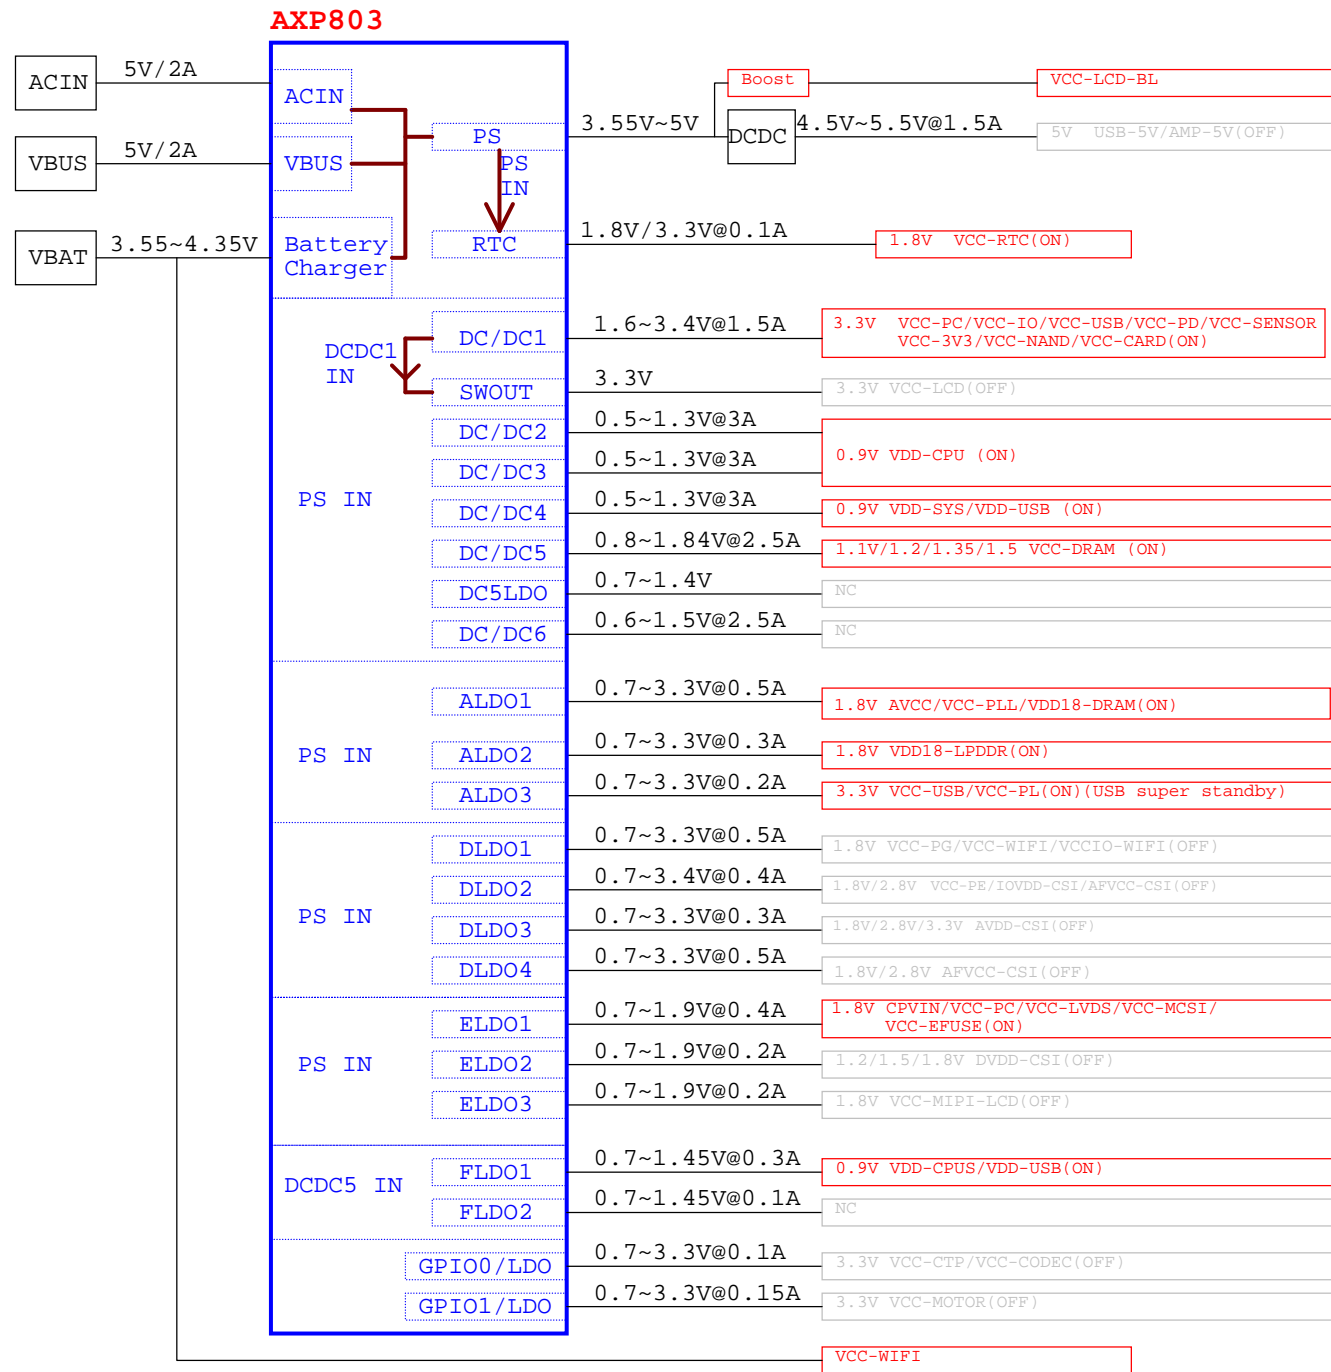 AXP803
ACIN
5V/2A
ACIN
Boost
VCC-LCD-BL
PS
3.55V~5V
DCDC
4.5V~5.5V@1.5A
5V USB-5V/AMP-5V(OFF)
VBUS
5V/2A
VBUS
PS
IN
VBAT
3.55~4.35V
Battery
Charger
RTC
1.8V/3.3V@0.1A
1.8V VCC-RTC(ON)
DCDC1
IN
DC/DC1
1.6~3.4V@1.5A
3.3V VCC-PC/VCC-IO/VCC-USB/VCC-PD/VCC-SENSOR
VCC-3V3/VCC-NAND/VCC-CARD(ON)
SWOUT
3.3V
3.3V VCC-LCD(OFF)
PS IN
DC/DC2
0.5~1.3V@3A
DC/DC3
0.5~1.3V@3A
0.9V VDD-CPU (ON)
DC/DC4
0.5~1.3V@3A
0.9V VDD-SYS/VDD-USB (ON)
DC/DC5
0.8~1.84V@2.5A
1.1V/1.2/1.35/1.5 VCC-DRAM (ON)
DC5LDO
0.7~1.4V
NC
DC/DC6
0.6~1.5V@2.5A
NC
PS IN
ALDO1
0.7~3.3V@0.5A
1.8V AVCC/VCC-PLL/VDD18-DRAM(ON)
ALDO2
0.7~3.3V@0.3A
1.8V VDD18-LPDDR(ON)
ALDO3
0.7~3.3V@0.2A
3.3V VCC-USB/VCC-PL(ON)(USB super standby)
PS IN
DLDO1
0.7~3.3V@0.5A
1.8V VCC-PG/VCC-WIFI/VCCIO-WIFI(OFF)
DLDO2
0.7~3.4V@0.4A
1.8V/2.8V VCC-PE/IOVDD-CSI/AFVCC-CSI(OFF)
DLDO3
0.7~3.3V@0.3A
1.8V/2.8V/3.3V AVDD-CSI(OFF)
DLDO4
0.7~3.3V@0.5A
1.8V/2.8V AFVCC-CSI(OFF)
PS IN
ELDO1
0.7~1.9V@0.4A
1.8V CPVIN/VCC-PC/VCC-LVDS/VCC-MCSI/
VCC-EFUSE(ON)
ELDO2
0.7~1.9V@0.2A
1.2/1.5/1.8V DVDD-CSI(OFF)
ELDO3
0.7~1.9V@0.2A
1.8V VCC-MIPI-LCD(OFF)
DCDC5 IN
FLDO1
0.7~1.45V@0.3A
0.9V VDD-CPUS/VDD-USB(ON)
FLDO2
0.7~1.45V@0.1A
NC
GPIO0/LDO
0.7~3.3V@0.1A
3.3V VCC-CTP/VCC-CODEC(OFF)
GPIO1/LDO
0.7~3.3V@0.15A
3.3V VCC-MOTOR(OFF)
VCC-WIFI